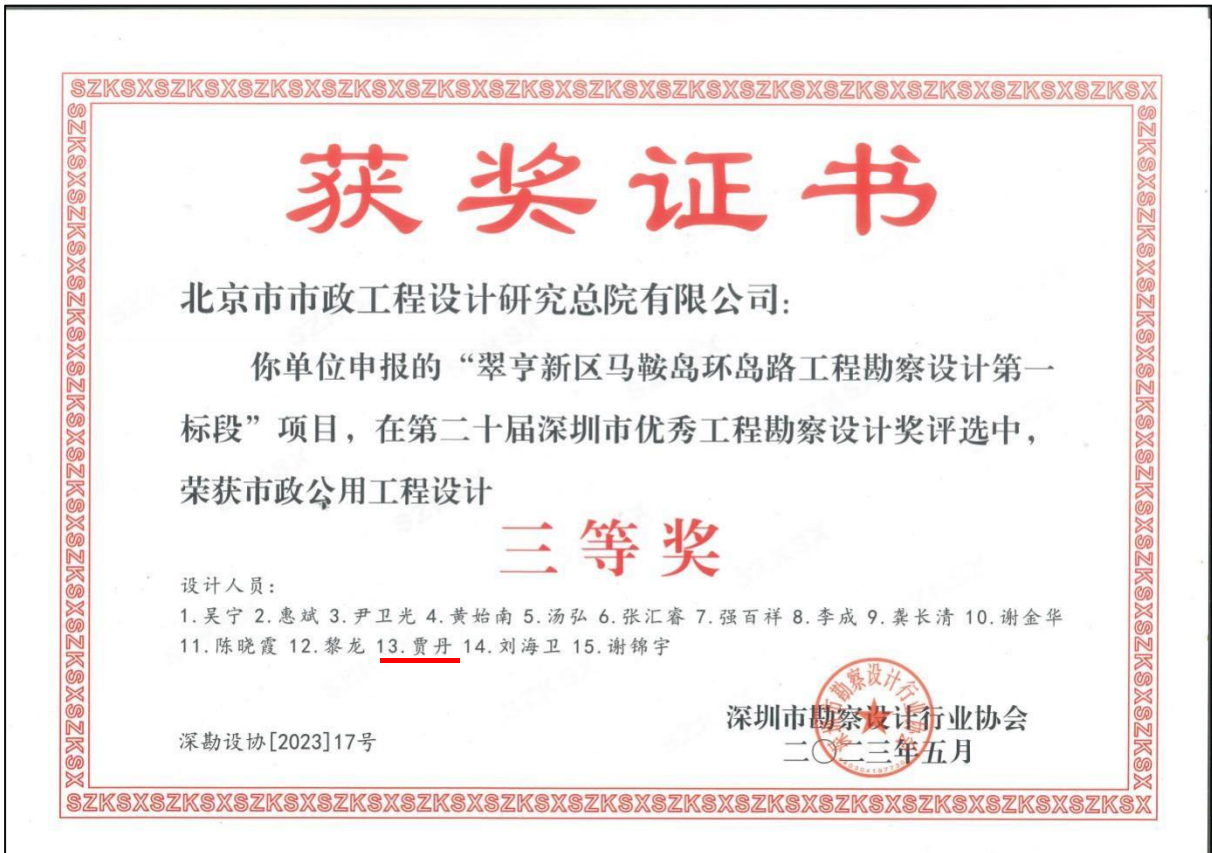 SZKSXSZKSXSZKSXSZKSXSZKSXSZKSXSZKSXSZKSXSZKSXSZKSXSZKSX
获奖证书
北京市市政工程设计研究总院有限公司:
你单位申报的“翠亨新区马鞍岛环岛路工程勘察设计第一
标段”项目，在第二十届深圳市优秀工程勘察设计奖评选中，
荣获市政公用工程设计
三等奖
设计人员:
1.吴宁 2.惠斌 3.尹卫光 4.黄始南 5.汤弘 6.张汇睿 7.强百祥 8.李成 9.龚长清 10.谢金华
11.陈晓霞 12.黎龙 13.贾丹 14.刘海卫 15.谢锦宇
深圳市勘察设计行业协会
深勘设协[2023]17号
二〇二三年五月
SZKSXSZKSXSZKSXSZKSXSZKSXSZKSXSZKSXSZKSXSZKSXSZKSXSZKSX